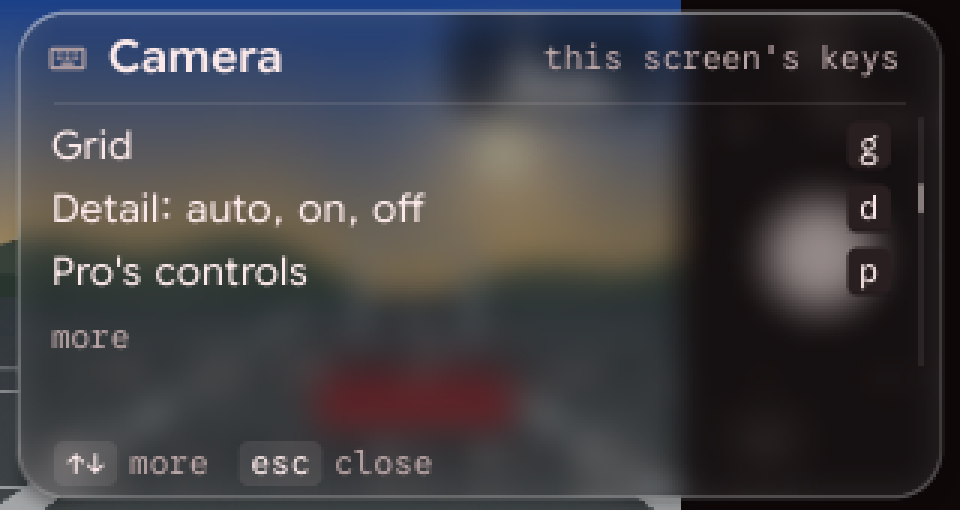 Camera this screen's keys
Grid g
Detail: auto, on, off d
Pro's controls p
more
↑↓ more esc close